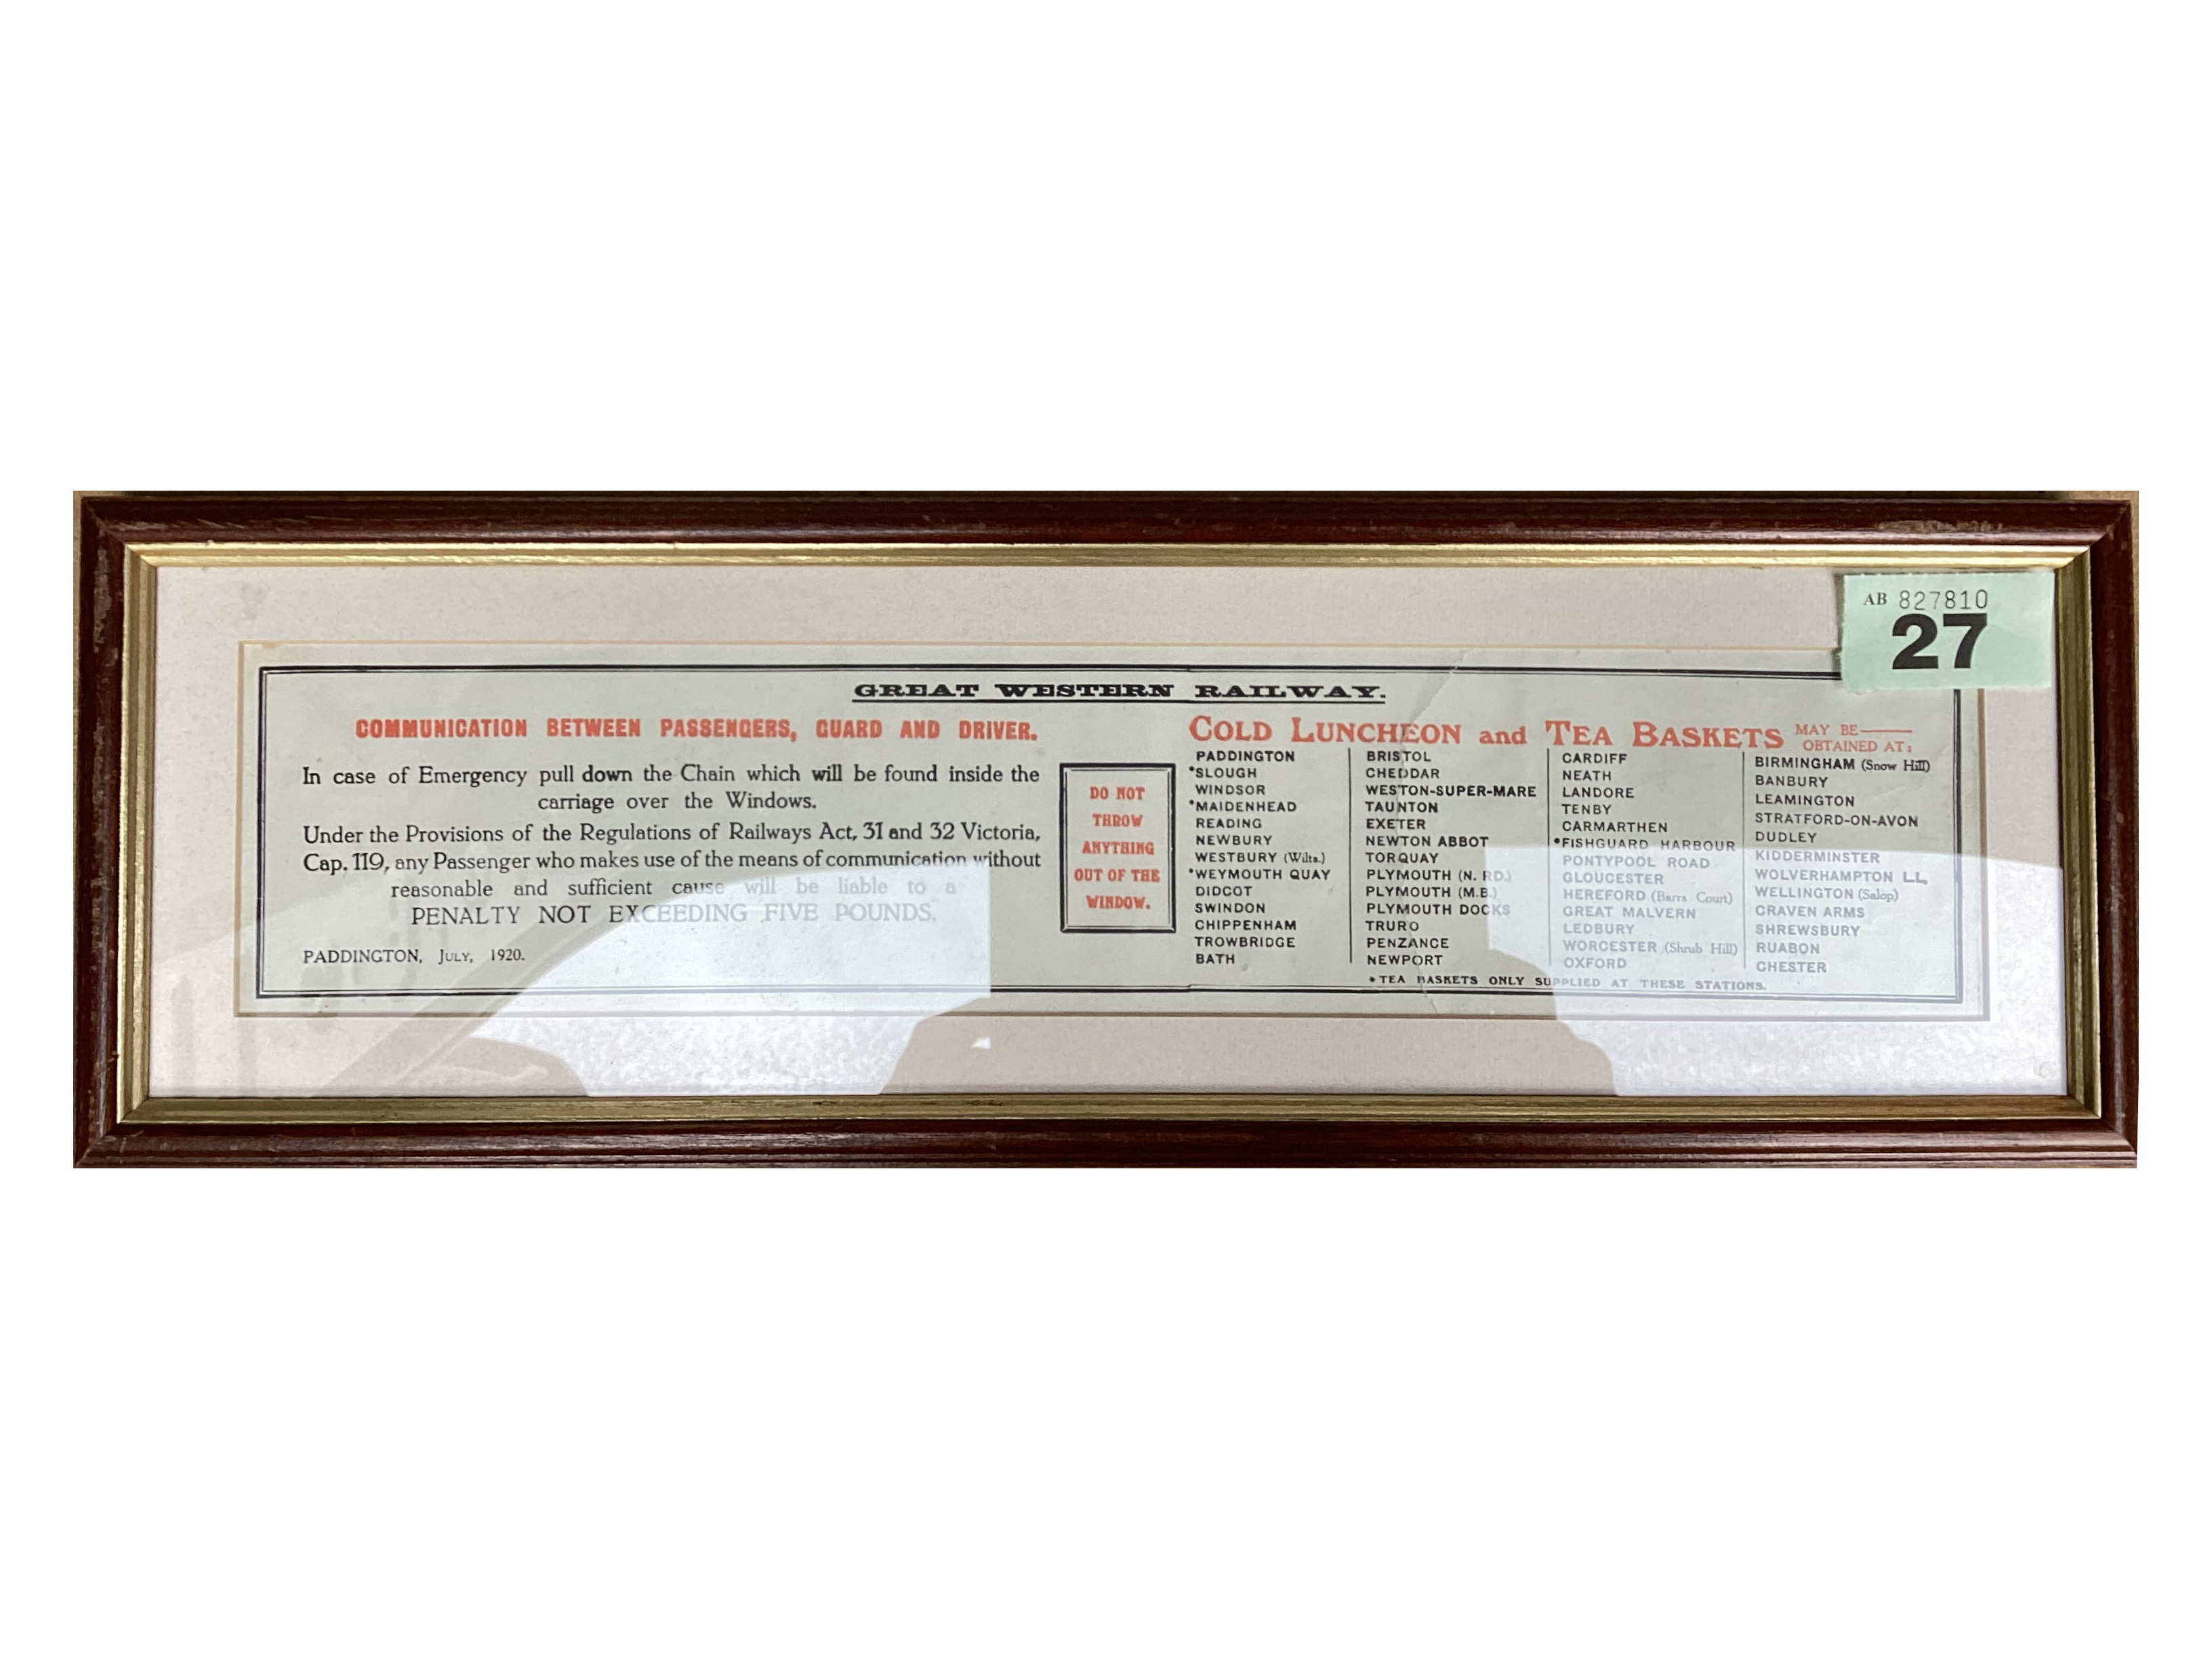 AB 827810
27
GREAT WESTERN RAILWAY.
COMMUNICATION BETWEEN PASSENGERS, GUARD AND DRIVER.
In case of Emergency pull down the Chain which will be found inside the
carriage over the Windows.
Under the Provisions of the Regulations of Railways Act, 31 and 32 Victoria,
Cap. 119, any Passenger who makes use of the means of communication without
reasonable and sufficient cause will be liable to a
PENALTY NOT EXCEEDING FIVE POUNDS.
PADDINGTON, JULY, 1920.
DO NOT
THROW
ANYTHING
OUT OF THE
WINDOW.
COLD LUNCHEON and TEA BASKETS MAY BE
OBTAINED AT:
PADDINGTON
*SLOUGH
WINDSOR
*MAIDENHEAD
READING
NEWBURY
WESTBURY (Wilts.)
*WEYMOUTH QUAY
DIDCOT
SWINDON
CHIPPENHAM
TROWBRIDGE
BATH
BRISTOL
CHEDDAR
WESTON-SUPER-MARE
TAUNTON
EXETER
NEWTON ABBOT
TORQUAY
PLYMOUTH (N. RD.)
PLYMOUTH (M.B.)
PLYMOUTH DOCKS
TRURO
PENZANCE
NEWPORT
CARDIFF
NEATH
LANDORE
TENBY
CARMARTHEN
*FISHGUARD HARBOUR
PONTYPOOL ROAD
GLOUCESTER
HEREFORD (Barrs Court)
GREAT MALVERN
LEDBURY
WORCESTER (Shrub Hill)
OXFORD
BIRMINGHAM (Snow Hill)
BANBURY
LEAMINGTON
STRATFORD-ON-AVON
DUDLEY
KIDDERMINSTER
WOLVERHAMPTON L.L.
WELLINGTON (Salop)
CRAVEN ARMS
SHREWSBURY
RUABON
CHESTER
* TEA BASKETS ONLY SUPPLIED AT THESE STATIONS.